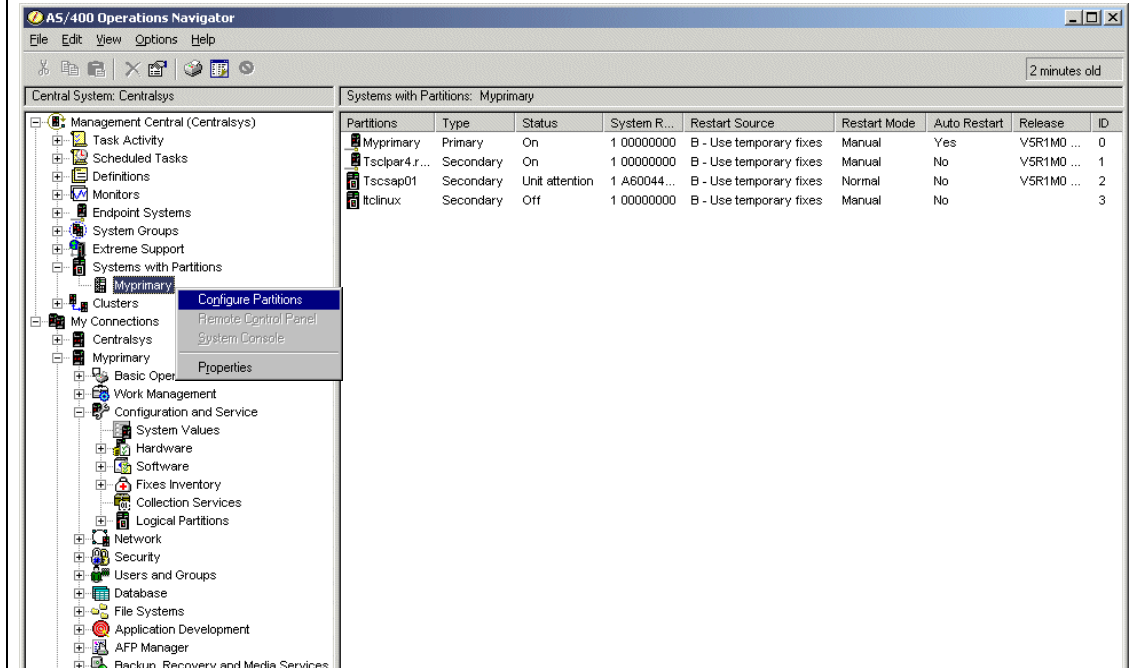 AS/400 Operations Navigator
File Edit View Options Help
2 minutes old
Central System: Centralsys
Systems with Partitions: Myprimary
Management Central (Centralsys)
Task Activity
Scheduled Tasks
Definitions
Monitors
Endpoint Systems
System Groups
Extreme Support
Systems with Partitions
Myprimary
Clusters
My Connections
Centralsys
Myprimary
Basic Oper
Work Management
Configuration and Service
System Values
Hardware
Software
Fixes Inventory
Collection Services
Logical Partitions
Network
Security
Users and Groups
Database
File Systems
Application Development
AFP Manager
Backup, Recovery and Media Services
Configure Partitions
Remote Control Panel
System Console
Properties
Partitions Type Status System R... Restart Source Restart Mode Auto Restart Release ID
Myprimary Primary On 1 00000000 B - Use temporary fixes Manual Yes V5R1M0 ... 0
Tsclpar4.r... Secondary On 1 00000000 B - Use temporary fixes Manual No V5R1M0 ... 1
Tscsap01 Secondary Unit attention 1 A60044... B - Use temporary fixes Normal No V5R1M0 ... 2
ltclinux Secondary Off 1 00000000 B - Use temporary fixes Manual No 3